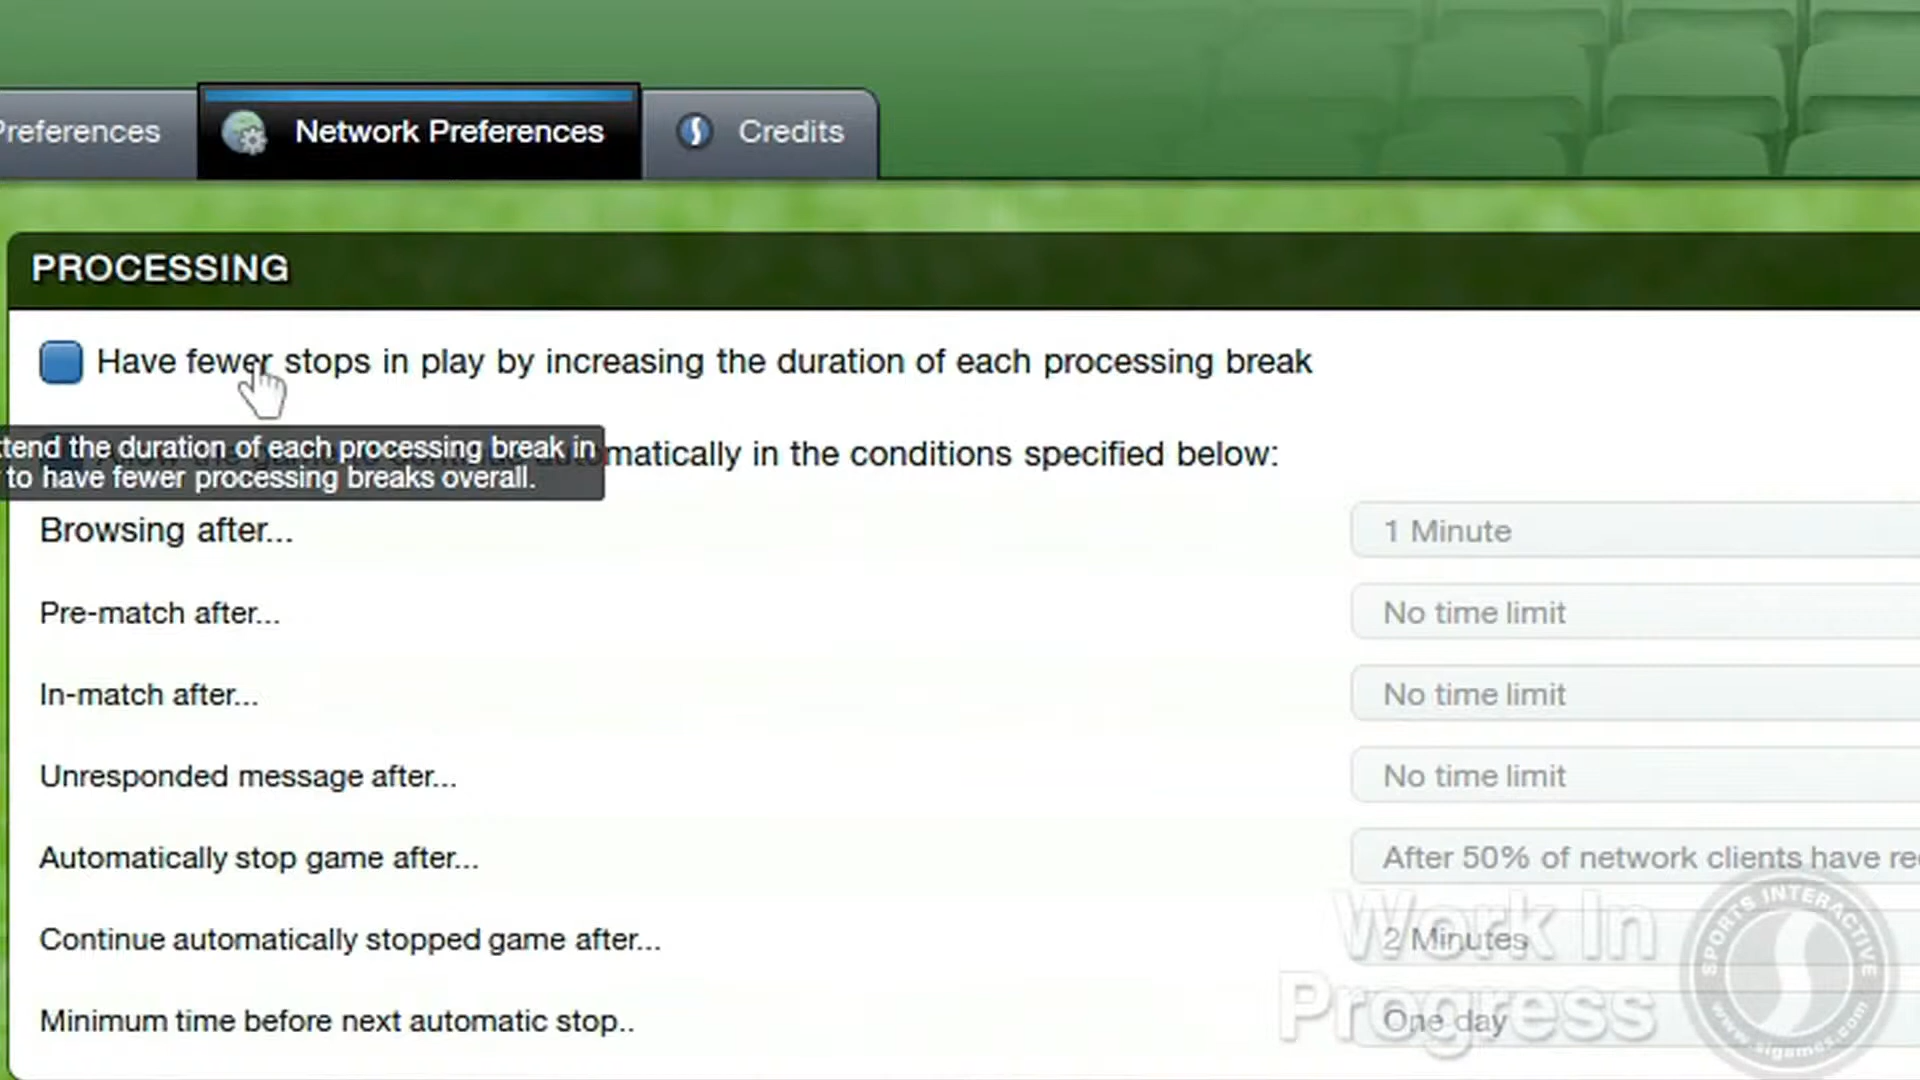 Preferences
Network Preferences
Credits
PROCESSING
Have fewer stops in play by increasing the duration of each processing break
tend the duration of each processing break in
to have fewer processing breaks overall.
matically in the conditions specified below:
Browsing after...
1 Minute
Pre-match after...
No time limit
In-match after...
No time limit
Unresponded message after...
No time limit
Automatically stop game after...
After 50% of network clients have re
Continue automatically stopped game after...
2 Minutes
Minimum time before next automatic stop..
One day
Work In
Progress
SPORTS INTERACTIVE
www.sigames.com